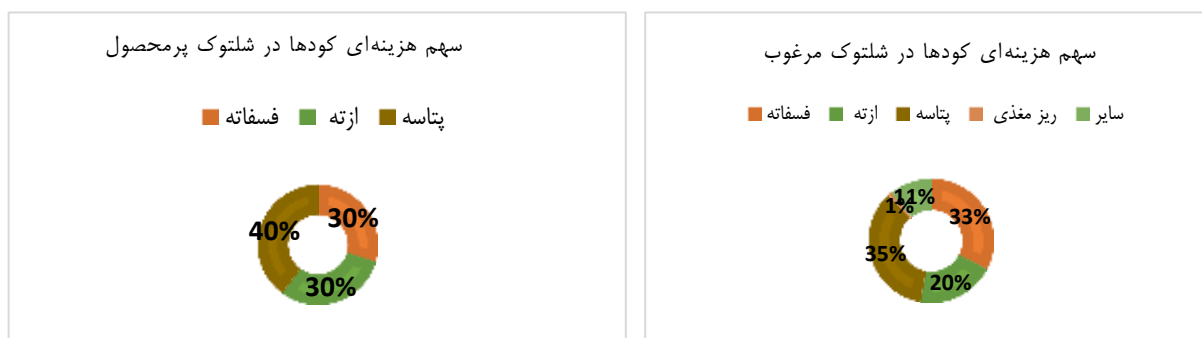 سهم هزینه‌ای کودها در شلتوک مرغوب
فسفاته ازته پتاسه ریز مغذی سایر
33%
20%
35%
1%
11%
سهم هزینه‌ای کودها در شلتوک پرمحصول
فسفاته ازته پتاسه
30%
30%
40%